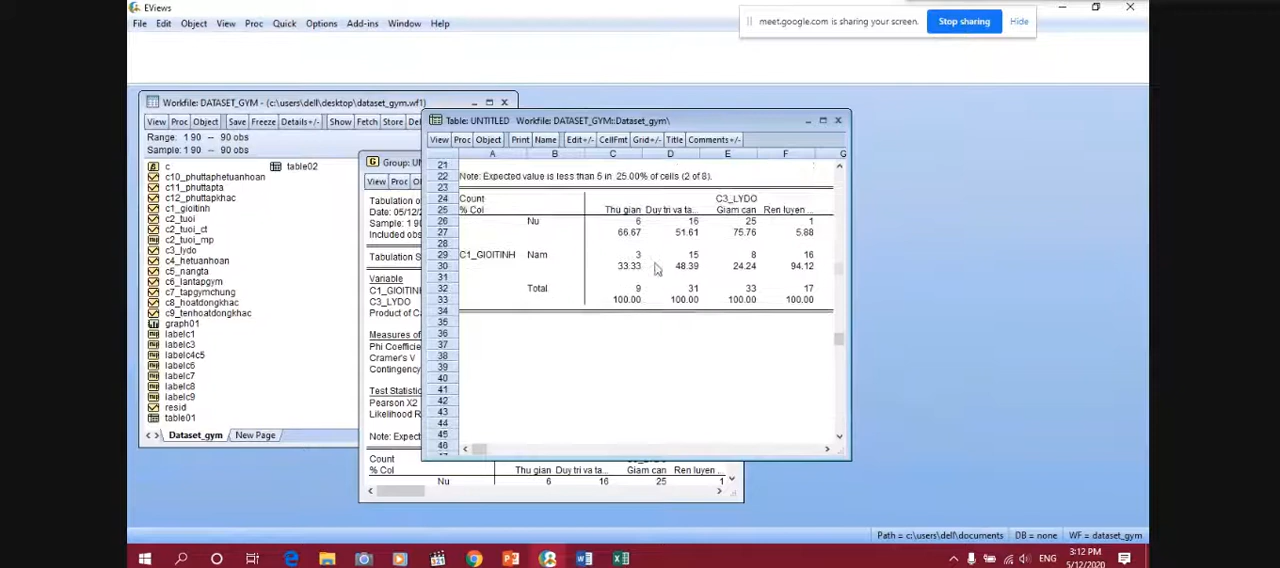 EViews
File Edit Object View Proc Quick Options Add-ins Window Help
meet.google.com is sharing your screen. Stop sharing Hide
Workfile: DATASET_GYM - (c:\users\dell\desktop\dataset_gym.wf1)
View Proc Object Save Freeze Details+/- Show Fetch Store Del
Range: 1 90 -- 90 obs
Sample: 1 90 -- 90 obs
c
c10_phuttaphetuhoan
c11_phuttapta
c12_phuttapkhac
c1_gioitinh
c2_tuoi
c2_tuoi_ct
c2_tuoi_mp
c3_lydo
c4_hetuanhoan
c5_nangta
c6_lantapgym
c7_tapgymchung
c8_hoatdongkhac
c9_tenhoatdongkhac
graph01
labelc1
labelc3
labelc4c5
labelc6
labelc7
labelc8
labelc9
resid
table01
table02
Dataset_gym New Page
Group: UN
View Proc O
Tabulation of
Date: 05/12/
Sample: 1 90
Included obs
Tabulation S
Variable
C1_GIOITINH
C3_LYDO
Product of Ca
Measures of
Phi Coefficie
Cramer's V
Contingency
Test Statistic
Pearson X2
Likelihood R
Note: Expect
Count
% Col Thu gian Duy tri va ta... Giam can Ren luyen ...
Nu 6 16 25 1
Table: UNTITLED Workfile: DATASET_GYM::Dataset_gym\
View Proc Object Print Name Edit+/- CellFmt Grid+/- Title Comments+/-
A B C D E F G
21
22 Note: Expected value is less than 5 in 25.00% of cells (2 of 8).
23
24 Count C3_LYDO
25 % Col Thu gian Duy tri va ta... Giam can Ren luyen ...
26 Nu 6 16 25 1
27 66.67 51.61 75.76 5.88
28
29 C1_GIOITINH Nam 3 15 8 16
30 33.33 48.39 24.24 94.12
31
32 Total 9 31 33 17
33 100.00 100.00 100.00 100.00
34
35
36
37
38
39
40
41
42
43
44
45
46
Path = c:\users\dell\documents DB = none WF = dataset_gym
ENG
3:12 PM
5/12/2020